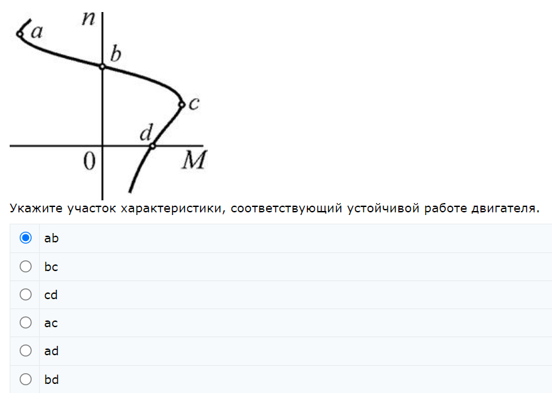 n
a
b
c
d
0 M
Укажите участок характеристики, соответствующий устойчивой работе двигателя.
ab
bc
cd
ac
ad
bd